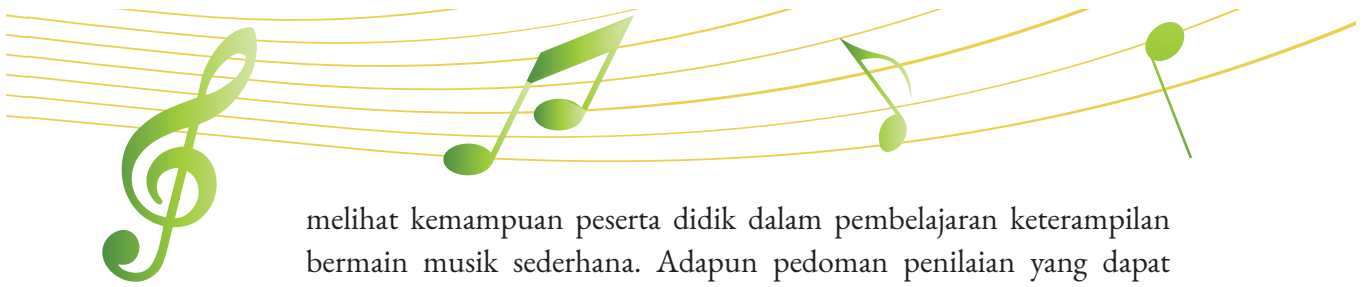 melihat kemampuan peserta didik dalam pembelajaran keterampilan
bermain musik sederhana. Adapun pedoman penilaian yang dapat